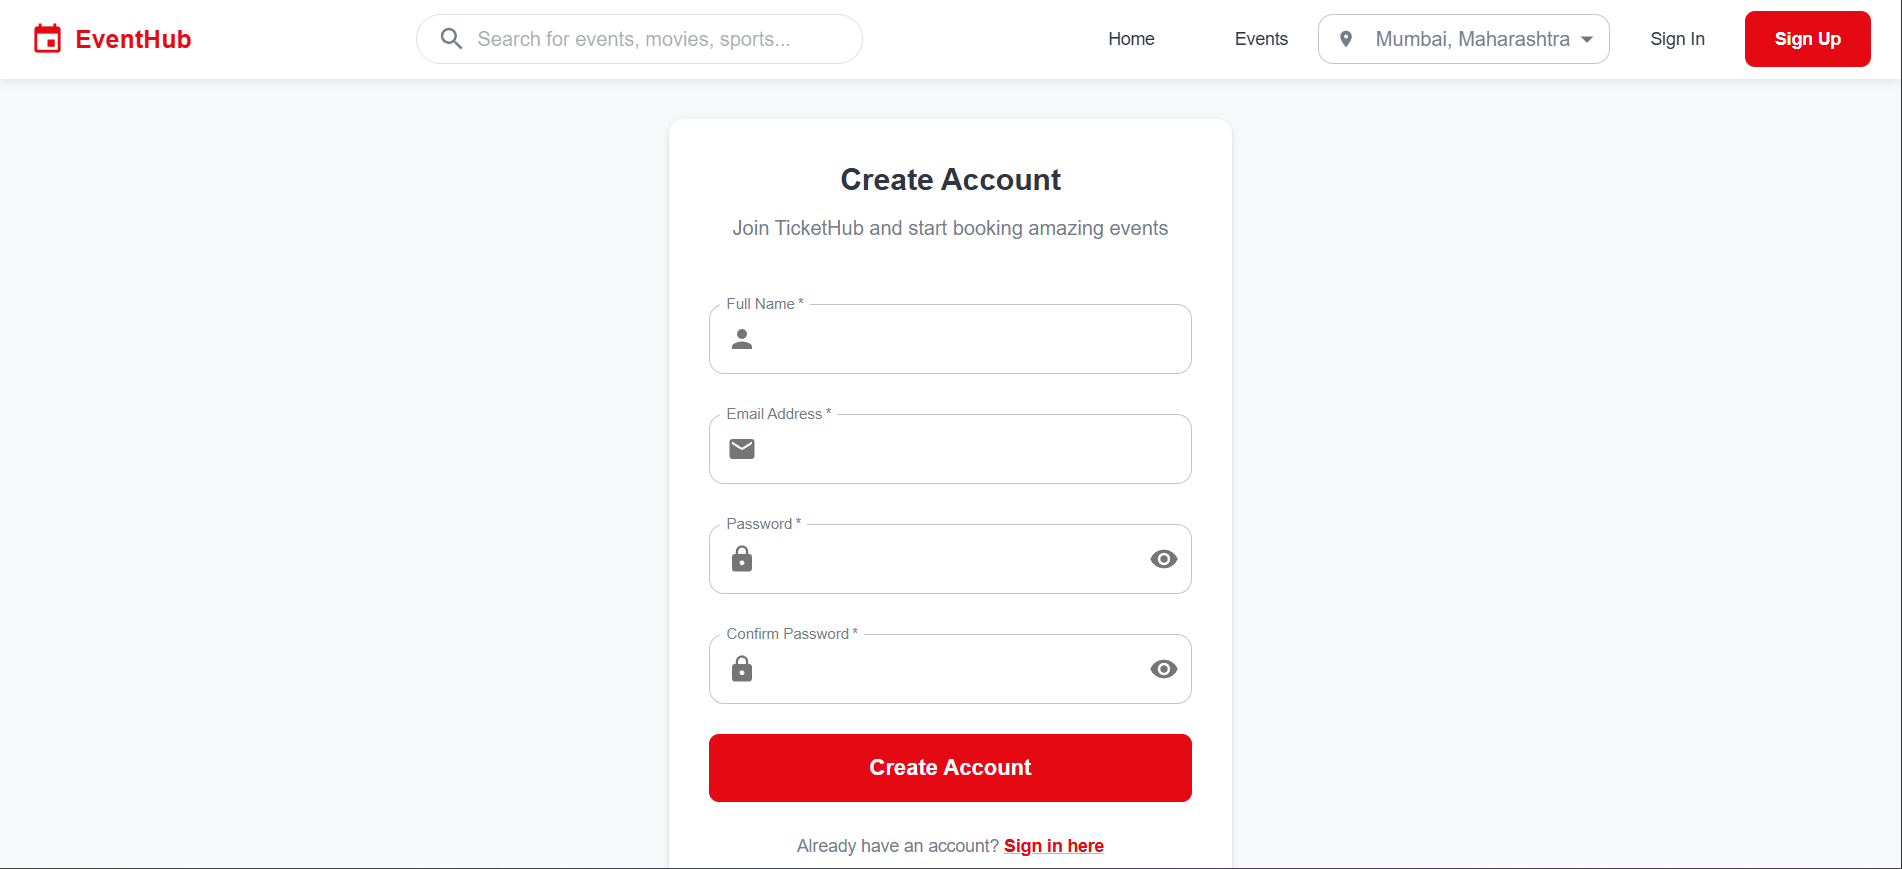 EventHub
Search for events, movies, sports...
Home
Events
Mumbai, Maharashtra
Sign In
Sign Up
Create Account
Join TicketHub and start booking amazing events
Full Name *
Email Address *
Password *
Confirm Password *
Create Account
Already have an account? Sign in here